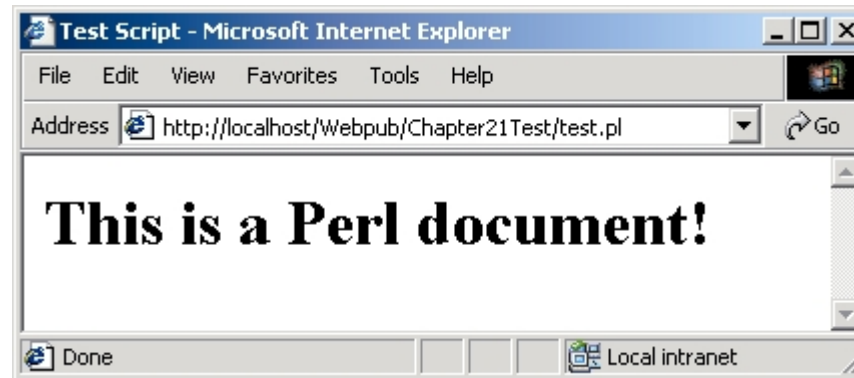 Test Script - Microsoft Internet Explorer
File Edit View Favorites Tools Help
Address http://localhost/Webpub/Chapter21Test/test.pl Go
This is a Perl document!
Done Local intranet